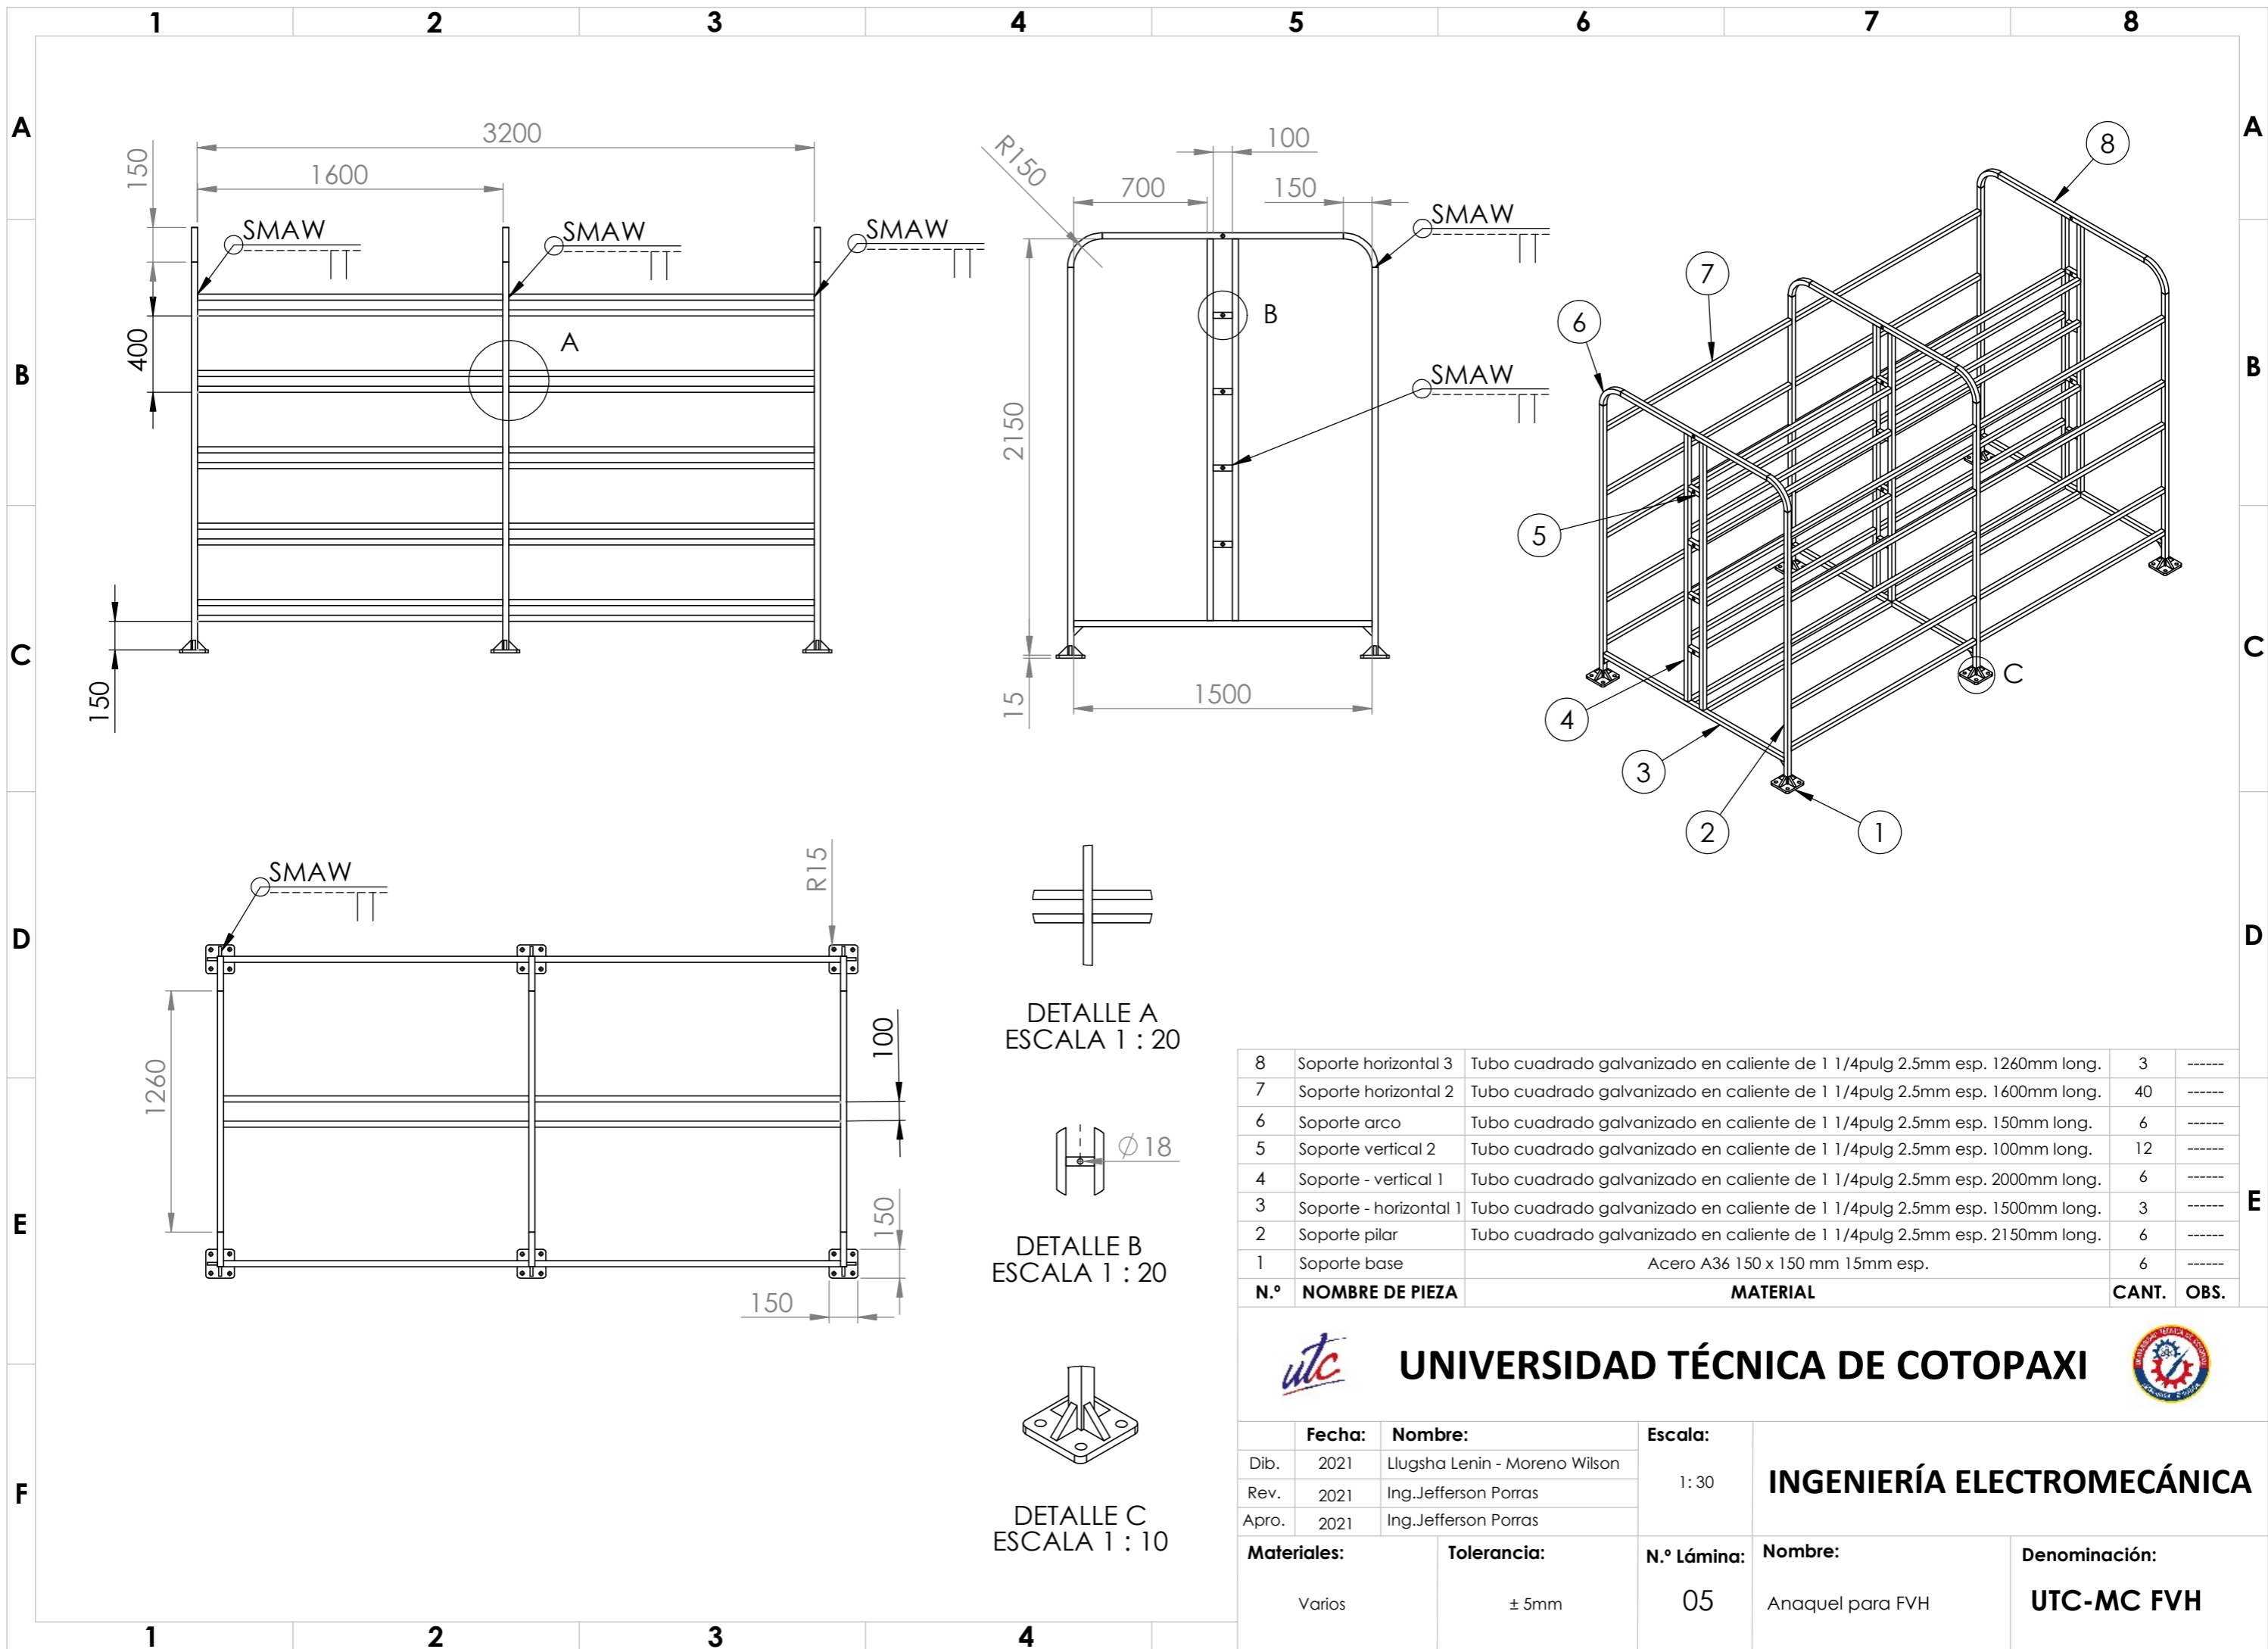 1 2 3 4 5 6 7 8
A A
B B
C C
D D
E E
F
1 2 3 4
3200
1600
150
SMAW
SMAW
SMAW
400
A
150
R150
100
700
150
SMAW
B
SMAW
2150
15
1500
8
7
6
5
4
3
2
1
C
SMAW
R15
1260
100
150
150
DETALLE A
ESCALA 1 : 20
∅18
DETALLE B
ESCALA 1 : 20
DETALLE C
ESCALA 1 : 10
8 Soporte horizontal 3 Tubo cuadrado galvanizado en caliente de 1 1/4pulg 2.5mm esp. 1260mm long. 3 ------
7 Soporte horizontal 2 Tubo cuadrado galvanizado en caliente de 1 1/4pulg 2.5mm esp. 1600mm long. 40 ------
6 Soporte arco Tubo cuadrado galvanizado en caliente de 1 1/4pulg 2.5mm esp. 150mm long. 6 ------
5 Soporte vertical 2 Tubo cuadrado galvanizado en caliente de 1 1/4pulg 2.5mm esp. 100mm long. 12 ------
4 Soporte - vertical 1 Tubo cuadrado galvanizado en caliente de 1 1/4pulg 2.5mm esp. 2000mm long. 6 ------
3 Soporte - horizontal 1 Tubo cuadrado galvanizado en caliente de 1 1/4pulg 2.5mm esp. 1500mm long. 3 ------
2 Soporte pilar Tubo cuadrado galvanizado en caliente de 1 1/4pulg 2.5mm esp. 2150mm long. 6 ------
1 Soporte base Acero A36 150 x 150 mm 15mm esp. 6 ------
N.º NOMBRE DE PIEZA MATERIAL CANT. OBS.
utc UNIVERSIDAD TÉCNICA DE COTOPAXI
Fecha: Nombre: Escala:
Dib. 2021 Llugsha Lenin - Moreno Wilson
Rev. 2021 Ing.Jefferson Porras
Apro. 2021 Ing.Jefferson Porras
1: 30
INGENIERÍA ELECTROMECÁNICA
Materiales: Tolerancia: N.º Lámina: Nombre: Denominación:
Varios ± 5mm 05 Anaquel para FVH UTC-MC FVH